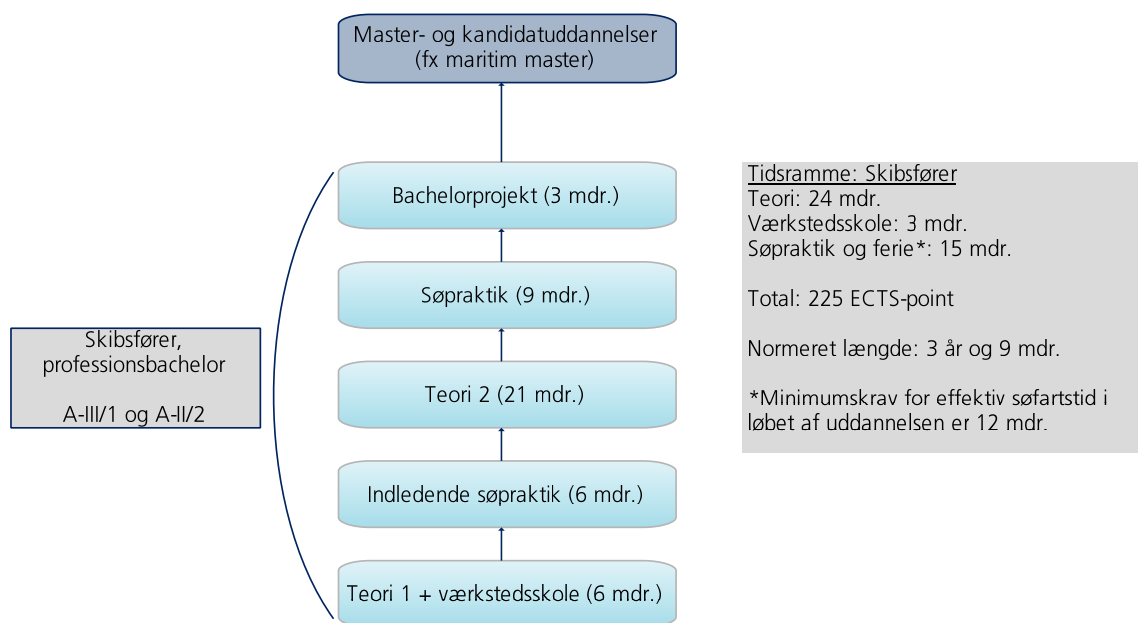 Master- og kandidatuddannelser
(fx maritim master)
Bachelorprojekt (3 mdr.)
Søpraktik (9 mdr.)
Teori 2 (21 mdr.)
Indledende søpraktik (6 mdr.)
Teori 1 + værkstedsskole (6 mdr.)
Skibsfører,
professionsbachelor
A-III/1 og A-II/2
Tidsramme: Skibsfører
Teori: 24 mdr.
Værkstedsskole: 3 mdr.
Søpraktik og ferie*: 15 mdr.
Total: 225 ECTS-point
Normeret længde: 3 år og 9 mdr.
*Minimumskrav for effektiv søfartstid i
løbet af uddannelsen er 12 mdr.